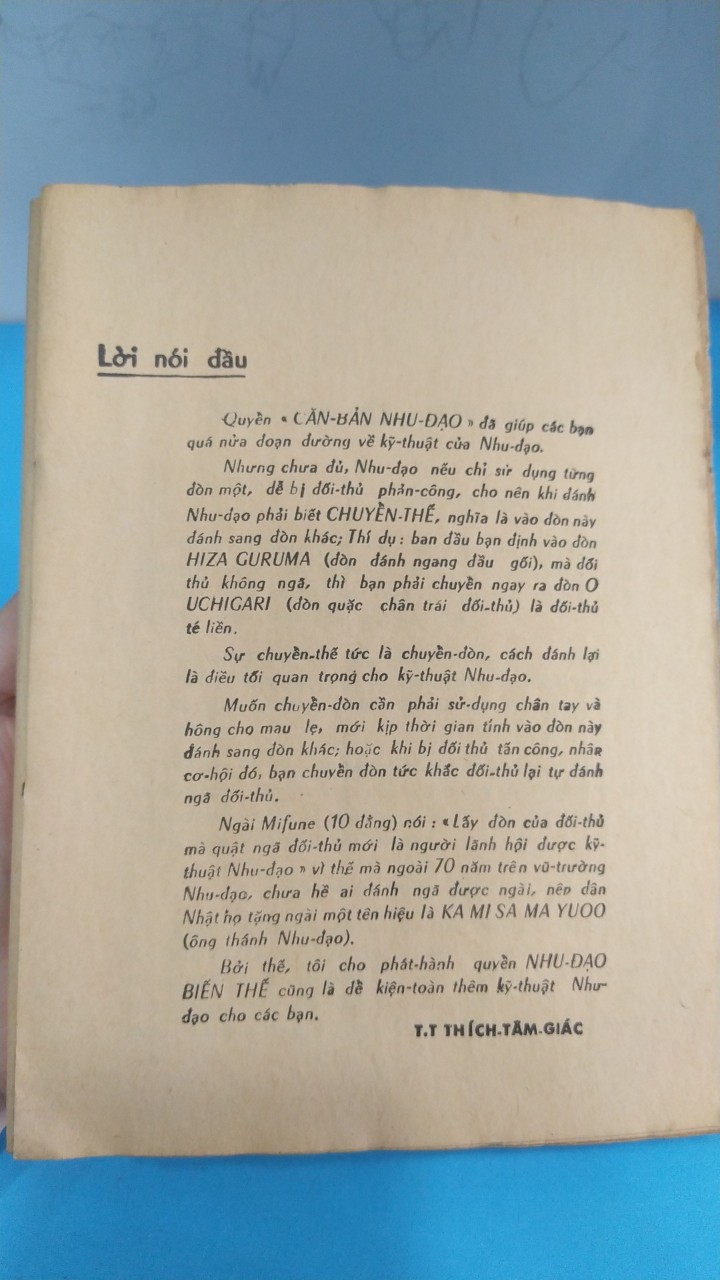 Lời nói đầu
Quyền « CĂN-BẢN NHU-ĐẠO » đã giúp các bạn
quá nửa đoạn đường về kỹ-thuật của Nhu-đạo.
Nhưng chưa đủ, Nhu-đạo nếu chỉ sử dụng từng
đòn một, dễ bị đối-thủ phản-công, cho nên khi đánh
Nhu-đạo phải biết CHUYỀN-THẾ, nghĩa là vào đòn này
đánh sang đòn khác; Thí dụ : ban đầu bạn định vào đòn
HIZA GURUMA (đòn đánh ngang đầu gối), mà đối
thủ không ngã, thì bạn phải chuyền ngay ra đòn O
UCHIGARI (đòn quặc chân trái đối-thủ) là đối-thủ
té liền.
Sự chuyền-thế tức là chuyền-đòn, cách đánh lại
là điều tối quan trọng cho kỹ-thuật Nhu-đạo.
Muốn chuyền-đòn cần phải sử-dụng chân tay và
hông cho mau lẹ, mới kịp thời gian tính vào đòn này
đánh sang đòn khác; hoặc khi bị đối thủ tấn công, nhân
cơ-hội đó, bạn chuyền đòn tức khắc đối-thủ lại tự đánh
ngã đối-thủ.
Ngài Mifune (10 đẳng) nói : « Lấy đòn của đối-thủ
mà quật ngã đối-thủ mới là người lãnh hội được kỹ-
thuật Nhu-đạo » vì thế mà ngoài 70 năm trên võ-trường
Nhu-đạo, chưa hề ai đánh ngã được ngài, nên dân
Nhật họ tặng ngài một tên hiệu là KA MI SA MA YUOO
(ông thánh Nhu-đạo).
Bởi thế, tôi cho phát-hành quyền NHU-ĐẠO
BIẾN THẾ cũng là để kiện-toàn thêm kỹ-thuật Nhu-
đạo cho các bạn.
T.T THÍCH-TÂM-GIÁC